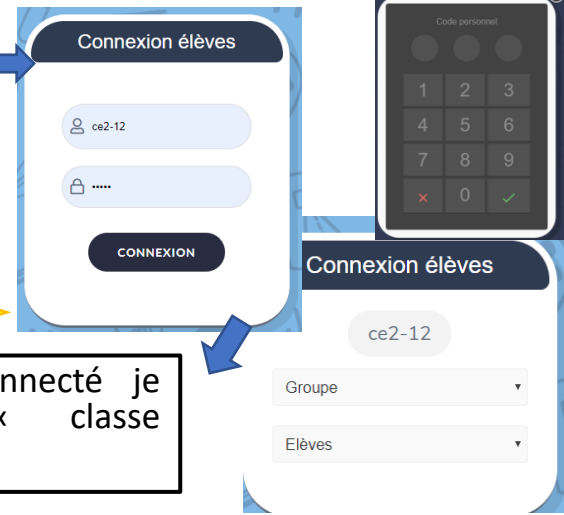 Connexion élèves
ce2-12
•••••
CONNEXION
Code personnel
1 2 3
4 5 6
7 8 9
× 0 ✓
Connexion élèves
ce2-12
Groupe
Elèves
nnecté je
‹ classe